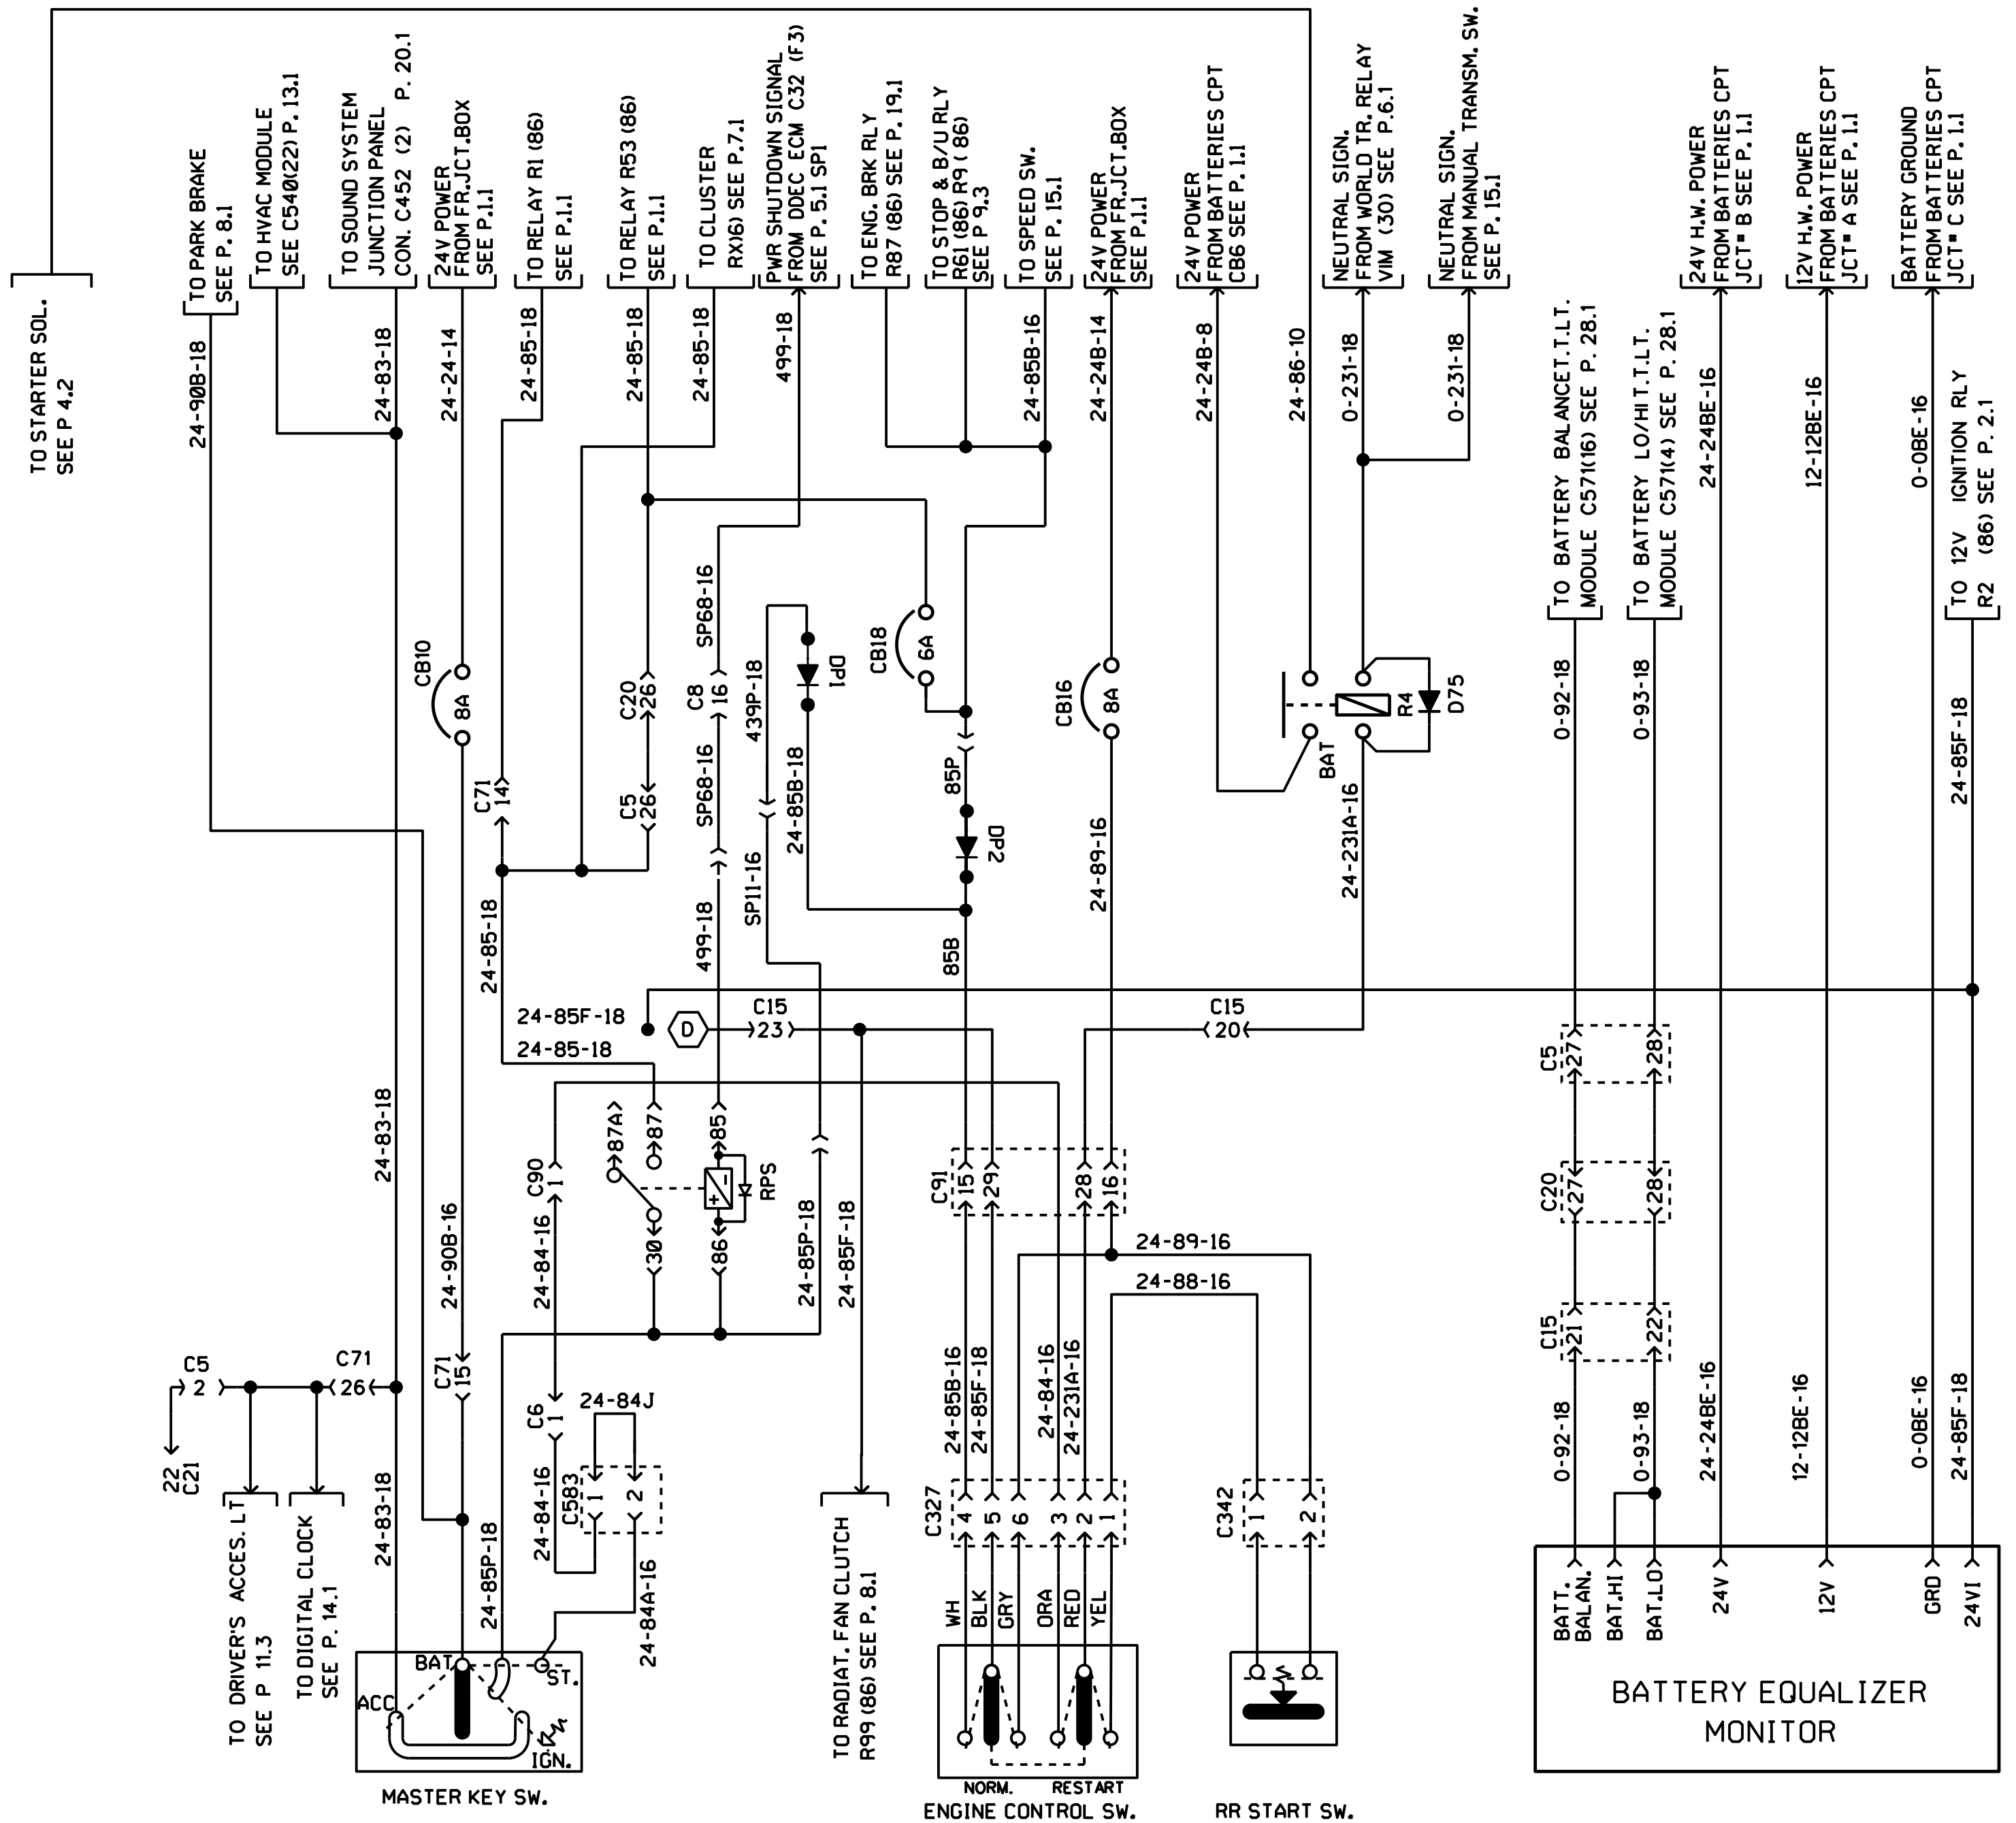 TO STARTER SOL.
SEE P 4.2
TO PARK BRAKE
SEE P. 8.1
TO HVAC MODULE
SEE C540(22) P. 13.1
TO SOUND SYSTEM
JUNCTION PANEL
CON. C452 (2) P. 20.1
24V POWER
FROM FR.JCT.BOX
SEE P.1.1
TO RELAY R1 (86)
SEE P.1.1
TO RELAY R53 (86)
SEE P.1.1
TO CLUSTER
RX)6) SEE P.7.1
PWR SHUTDOWN SIGNAL
FROM DDEC ECM C32 (F3)
SEE P. 5.1 SP1
TO ENG. BRK RLY
R87 (86) SEE P. 19.1
TO STOP & B/U RLY
R61 (86) R9 (86)
SEE P 9.3
TO SPEED SW.
SEE P. 15.1
24V POWER
FROM FR.JCT.BOX
SEE P.1.1
24V POWER
FROM BATTERIES CPT
CB6 SEE P. 1.1
NEUTRAL SIGN.
FROM WORLD TR. RELAY
VIM (30) SEE P.6.1
NEUTRAL SIGN.
FROM MANUAL TRANSM. SW.
SEE P. 15.1
TO BATTERY BALANCET.T.LT.
MODULE C571(16) SEE P. 28.1
TO BATTERY LO/HI T.T.LT.
MODULE C571(4) SEE P. 28.1
24V H.W. POWER
FROM BATTERIES CPT
JCT# B SEE P. 1.1
12V H.W. POWER
FROM BATTERIES CPT
JCT# A SEE P. 1.1
BATTERY GROUND
FROM BATTERIES CPT
JCT# C SEE P. 1.1
TO 12V IGNITION RLY
R2 (86) SEE P. 2.1
24-90B-18
24-83-18
24-24-14
24-85-18
24-85-18
24-85-18
499-18
24-85B-16
24-24B-14
24-24B-8
24-86-10
0-231-18
0-231-18
24-24BE-16
12-12BE-16
0-0BE-16
CB10
8A
C71
14
C20
26
C5
26
SP68-16
C8
16
SP68-16
439P-18
DP1
24-85B-18
SP11-16
CB18
6A
85P
DP2
85B
CB16
8A
24-89-16
BAT
R4
D75
24-231A-16
0-92-18
0-93-18
24-85F-18
24-85-18
499-18
24-85F-18
D
C15
23
C15
20
24-85-18
C5
27
28
24-83-18
24-90B-16
C90
1
24-84-16
87A
87
85
30
86
+
-
RPS
24-85P-18
24-85F-18
C91
15
29
28
16
24-89-16
24-88-16
C20
27
28
C15
21
22
C5
2
C71
26
C71
15
22
C21
C6
1
24-84J
24-84-16
C583
1
2
24-84A-16
24-83-18
24-85P-18
24-85B-16
24-85F-18
24-84-16
24-231A-16
C327
4
5
6
3
2
1
C342
1
2
0-92-18
0-93-18
24-24BE-16
12-12BE-16
0-0BE-16
24-85F-18
TO DRIVER'S ACCES. LT
SEE P 11.3
TO DIGITAL CLOCK
SEE P. 14.1
TO RADIAT. FAN CLUTCH
R99 (86) SEE P. 8.1
WH
BLK
GRY
ORA
RED
YEL
BATT.
BALAN.
BAT.HI
BAT.LO
24V
12V
GRD
24VI
BAT
ST.
ACC
IGN.
MASTER KEY SW.
NORM.
RESTART
ENGINE CONTROL SW.
RR START SW.
BATTERY EQUALIZER
MONITOR